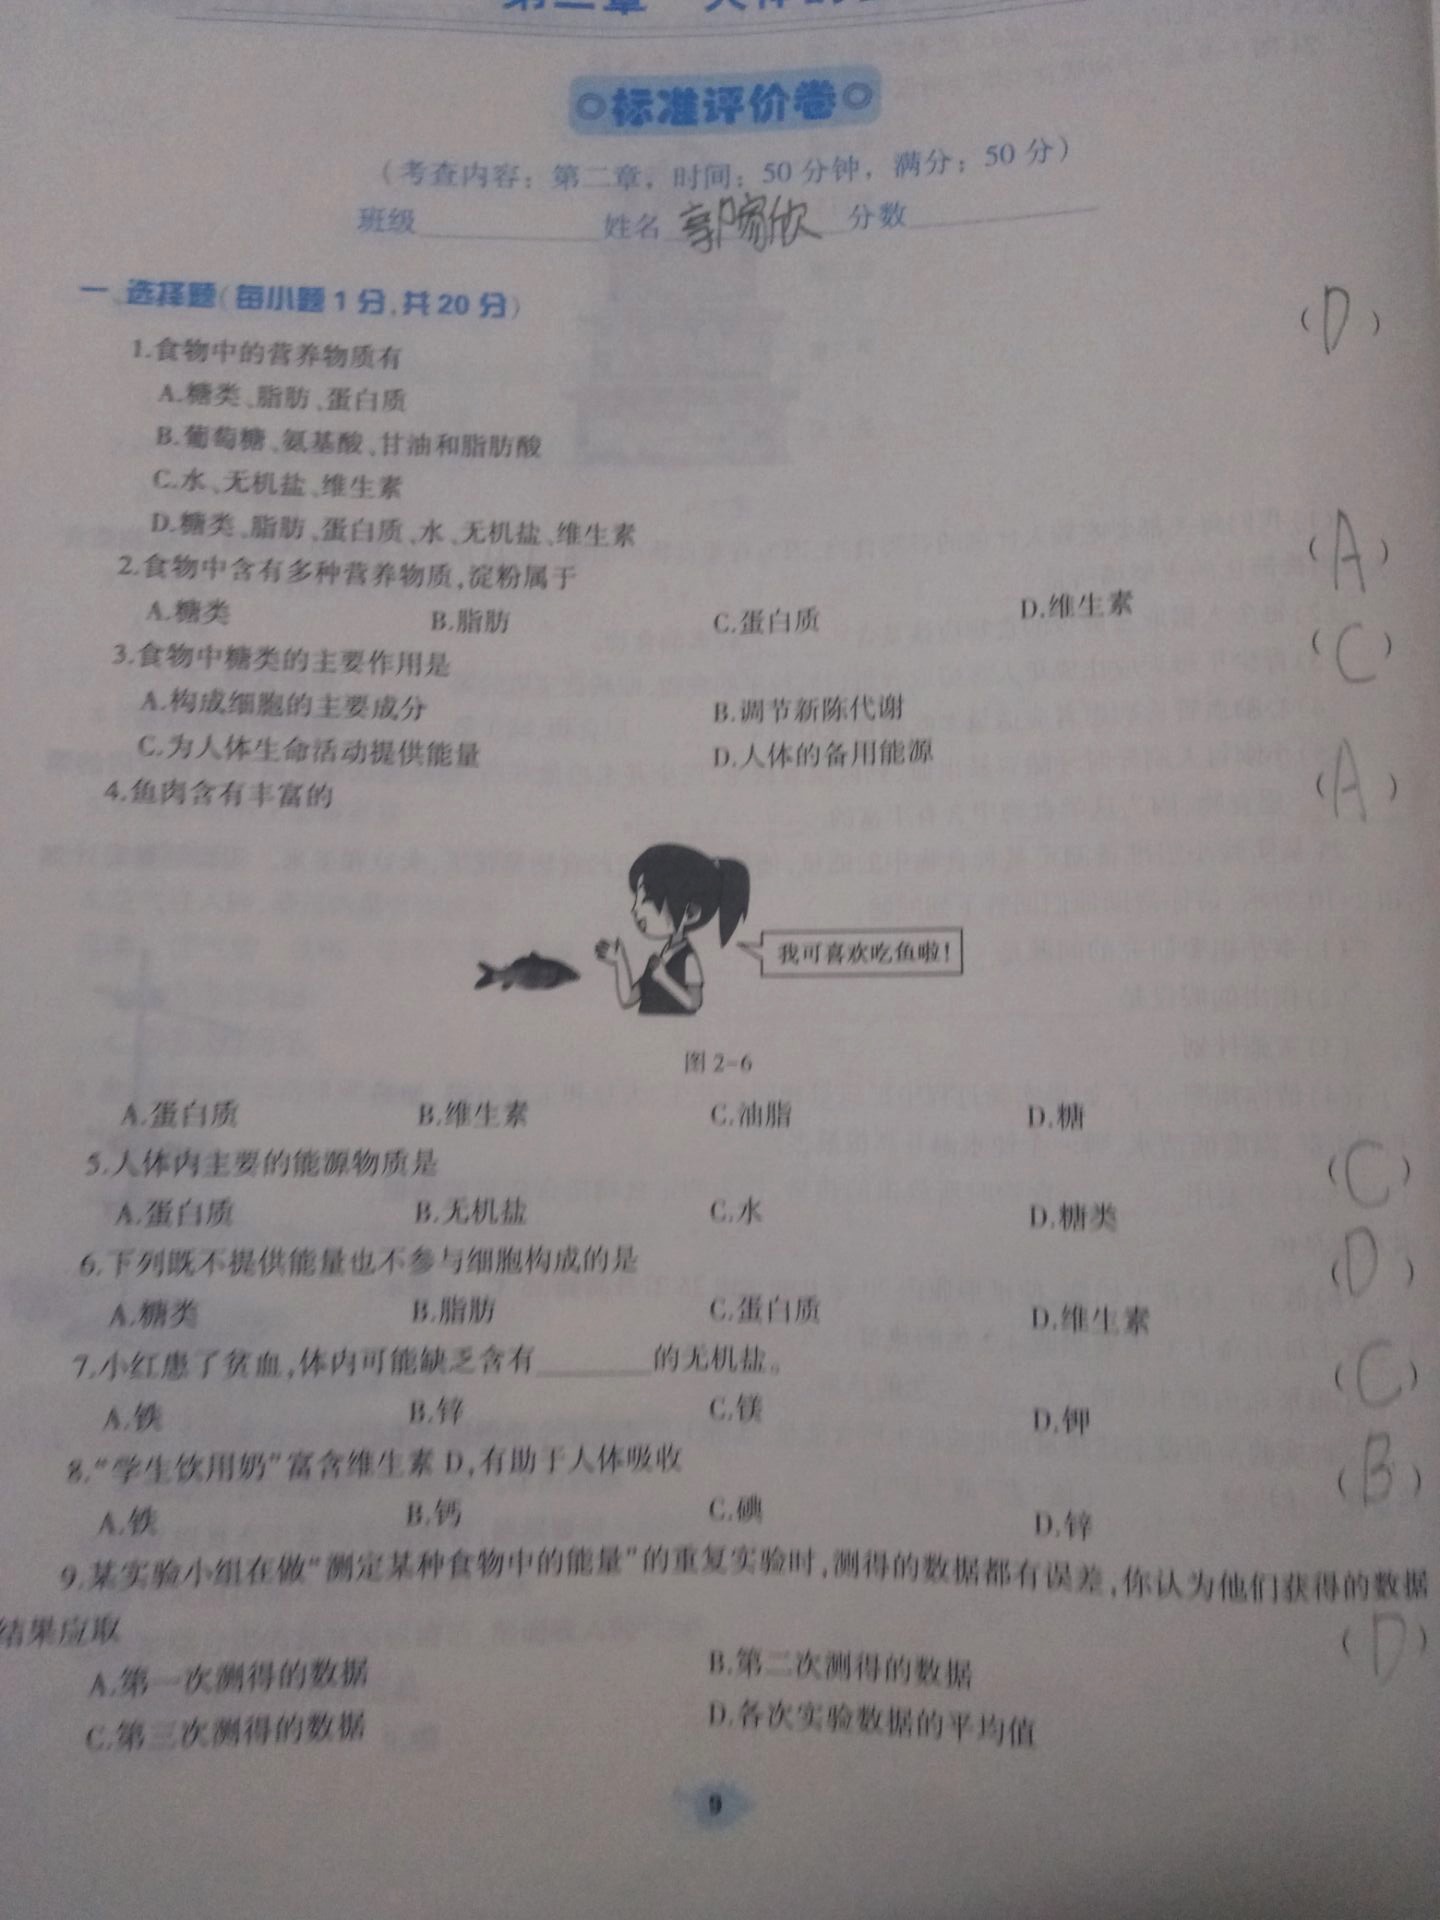 标准评价卷
（考查内容：第二章，时间：50分钟，满分：50分）
班级 姓名 郭家欣 分数
一、选择题（每小题1分，共20分）
1.食物中的营养物质有 （D）
A.糖类、脂肪、蛋白质
B.葡萄糖、氨基酸、甘油和脂肪酸
C.水、无机盐、维生素
D.糖类、脂肪、蛋白质、水、无机盐、维生素
2.食物中含有多种营养物质，淀粉属于 （A）
A.糖类 B.脂肪 C.蛋白质 D.维生素
3.食物中糖类的主要作用是 （C）
A.构成细胞的主要成分 B.调节新陈代谢
C.为人体生命活动提供能量 D.人体的备用能源
4.鱼肉含有丰富的 （A）
我可喜欢吃鱼啦！
图2-6
A.蛋白质 B.维生素 C.油脂 D.糖
5.人体内主要的能源物质是 （C）
A.蛋白质 B.无机盐 C.水 D.糖类
6.下列既不提供能量也不参与细胞构成的是 （D）
A.糖类 B.脂肪 C.蛋白质 D.维生素
7.小红患了贫血，体内可能缺乏含有________的无机盐。 （C）
A.铁 B.锌 C.镁 D.钾
8.“学生饮用奶”富含维生素D，有助于人体吸收 （B）
A.铁 B.钙 C.碘 D.锌
9.某实验小组在做“测定某种食物中的能量”的重复实验时，测得的数据都有误差，你认为他们获得的数据
结果应取 （D）
A.第一次测得的数据 B.第二次测得的数据
C.第三次测得的数据 D.各次实验数据的平均值
9